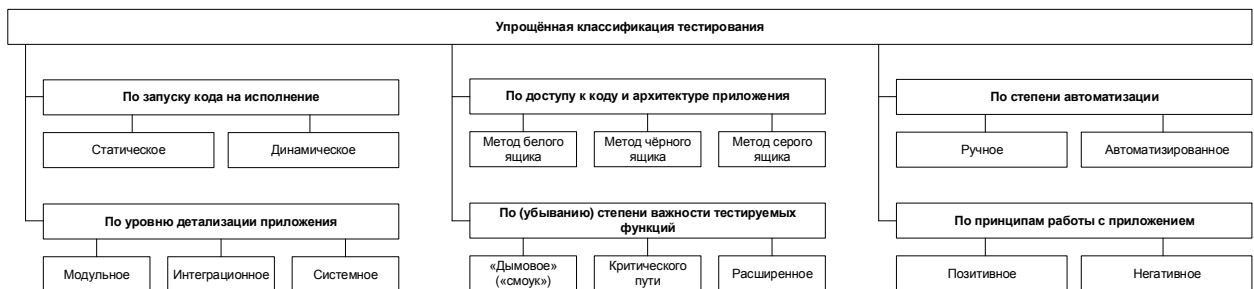 Упрощённая классификация тестирования
По запуску кода на исполнение
Статическое
Динамическое
По уровню детализации приложения
Модульное
Интеграционное
Системное
По доступу к коду и архитектуре приложения
Метод белого
ящика
Метод чёрного
ящика
Метод серого
ящика
По (убыванию) степени важности тестируемых
функций
«Дымовое»
(«смоук»)
Критического
пути
Расширенное
По степени автоматизации
Ручное
Автоматизированное
По принципам работы с приложением
Позитивное
Негативное